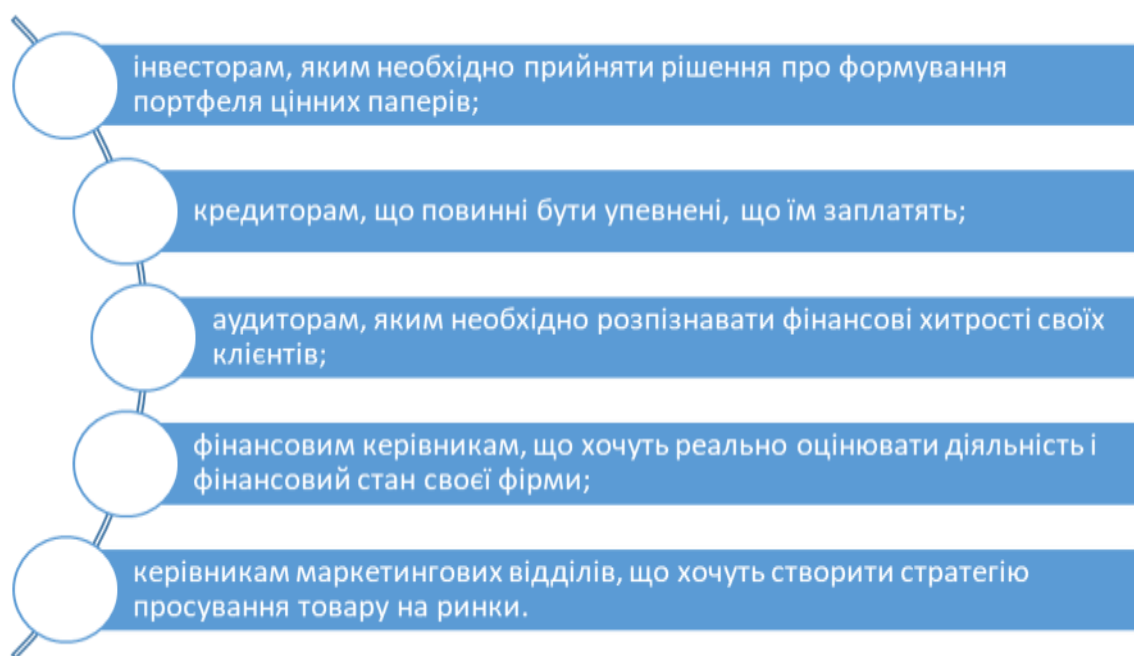 інвесторам, яким необхідно прийняти рішення про формування
портфеля цінних паперів;
кредиторам, що повинні бути упевнені, що їм заплатять;
аудиторам, яким необхідно розпізнавати фінансові хитрості своїх
клієнтів;
фінансовим керівникам, що хочуть реально оцінювати діяльність і
фінансовий стан своєї фірми;
керівникам маркетингових відділів, що хочуть створити стратегію
просування товару на ринки.